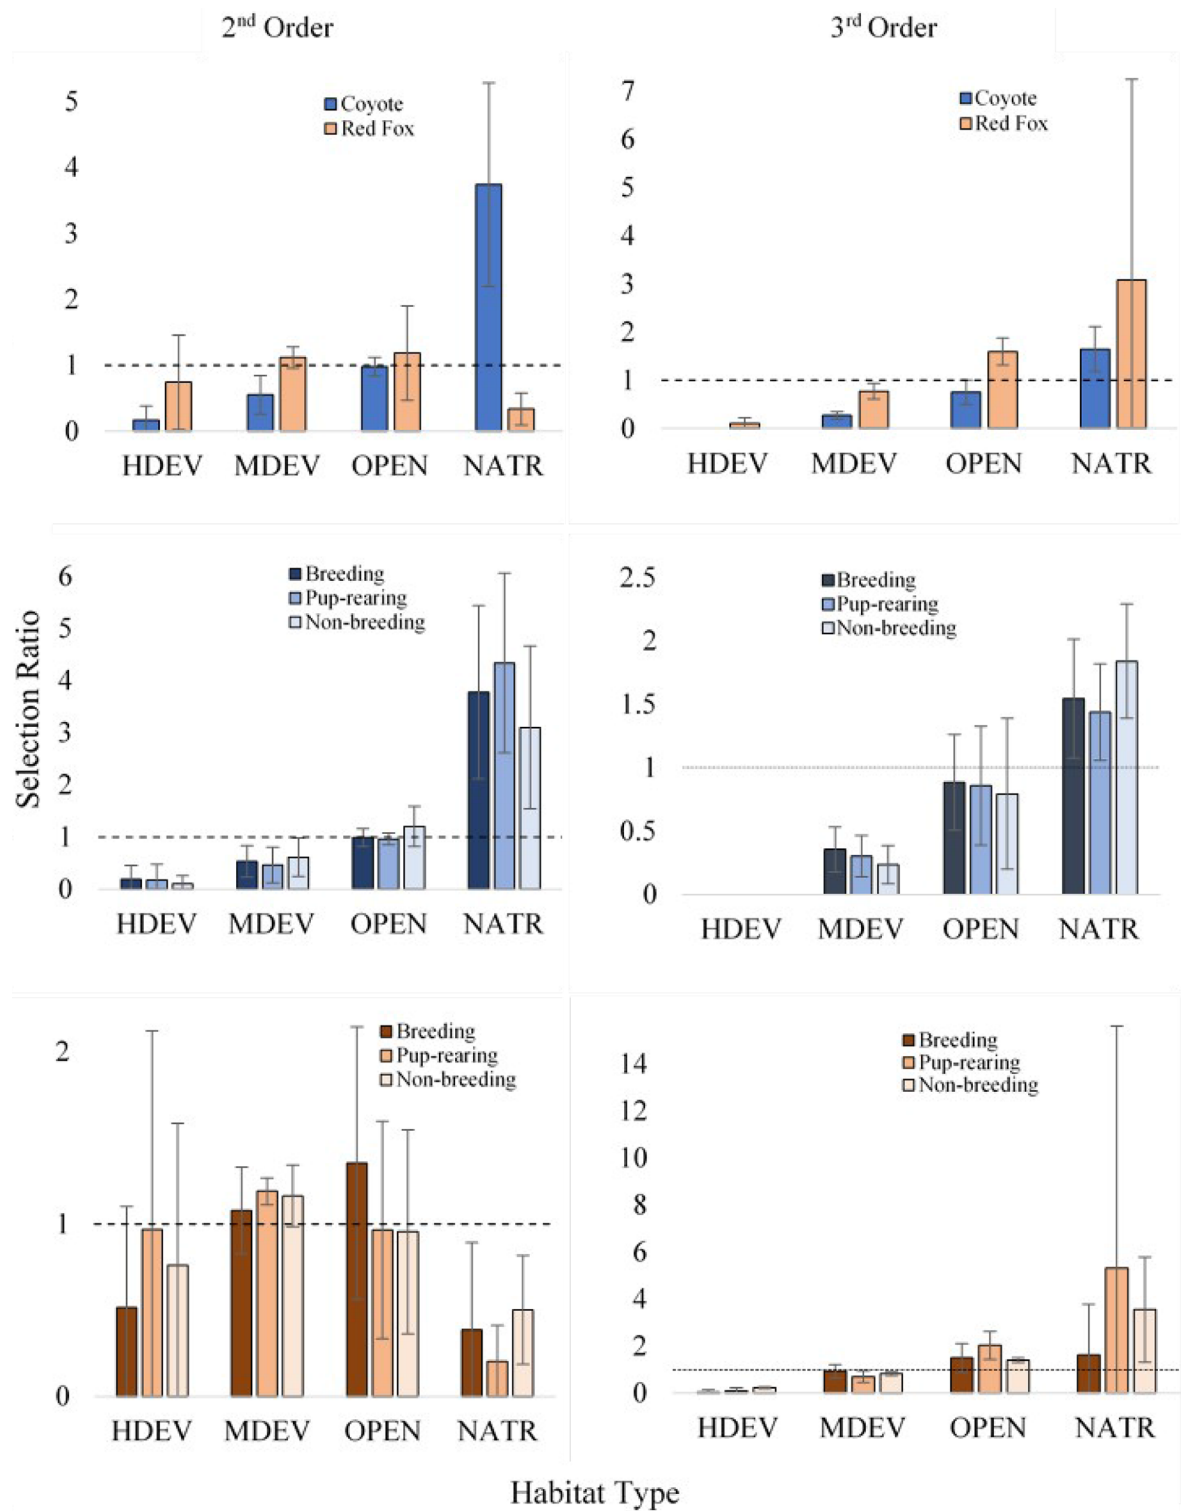 2nd Order
3rd Order
5
4
3
2
1
0
Coyote
Red Fox
HDEV MDEV OPEN NATR
7
6
5
4
3
2
1
0
Coyote
Red Fox
HDEV MDEV OPEN NATR
Selection Ratio
6
5
4
3
2
1
0
Breeding
Pup-rearing
Non-breeding
HDEV MDEV OPEN NATR
2.5
2
1.5
1
0.5
0
Breeding
Pup-rearing
Non-breeding
HDEV MDEV OPEN NATR
2
1
0
Breeding
Pup-rearing
Non-breeding
HDEV MDEV OPEN NATR
14
12
10
8
6
4
2
0
Breeding
Pup-rearing
Non-breeding
HDEV MDEV OPEN NATR
Habitat Type